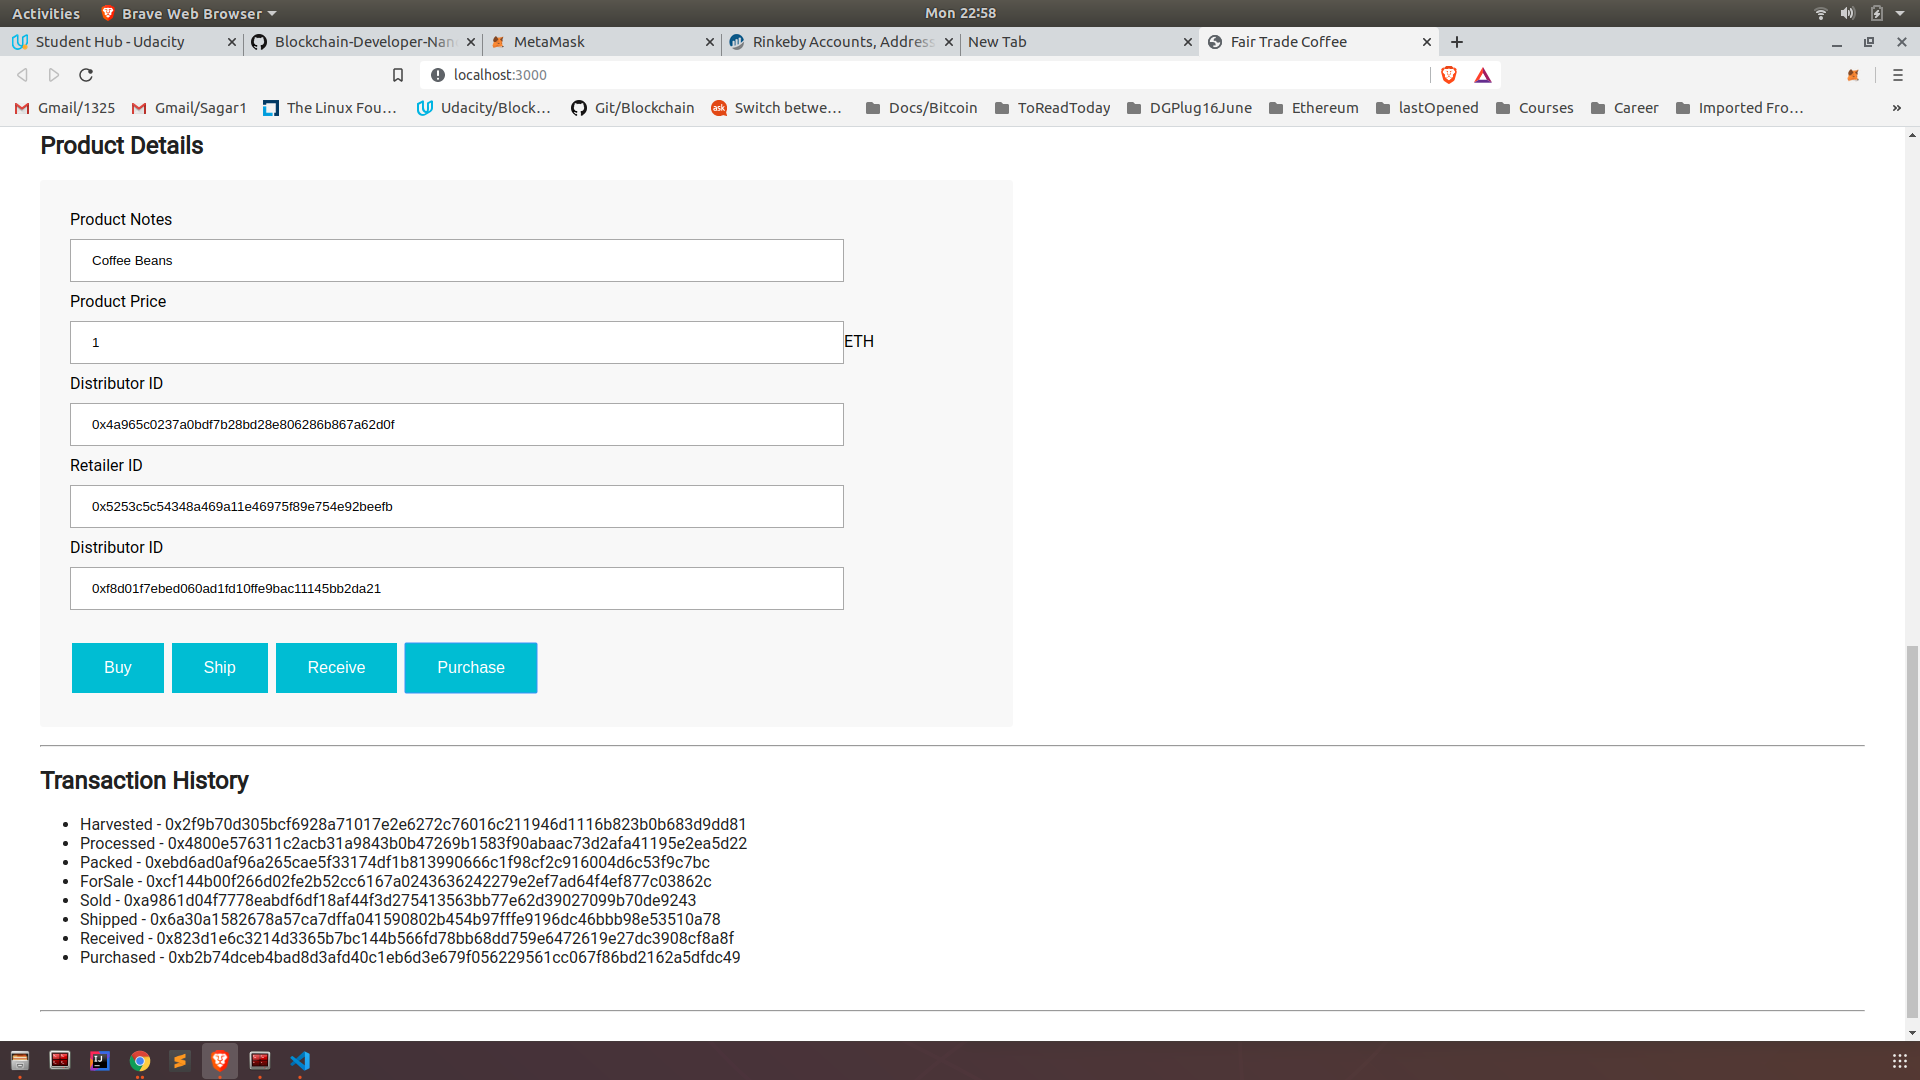 Activities
Brave Web Browser
Mon 22:58
Student Hub - Udacity
Blockchain-Developer-Nan
MetaMask
Rinkeby Accounts, Address
New Tab
Fair Trade Coffee
localhost:3000
Gmail/1325
Gmail/Sagar1
The Linux Fou…
Udacity/Block…
Git/Blockchain
ask
Switch betwe…
Docs/Bitcoin
ToReadToday
DGPlug16June
Ethereum
lastOpened
Courses
Career
Imported Fro…
»
Product Details
Product Notes
Coffee Beans
Product Price
1
ETH
Distributor ID
0x4a965c0237a0bdf7b28bd28e806286b867a62d0f
Retailer ID
0x5253c5c54348a469a11e46975f89e754e92beefb
Distributor ID
0xf8d01f7ebed060ad1fd10ffe9bac11145bb2da21
Buy
Ship
Receive
Purchase
Transaction History
• Harvested - 0x2f9b70d305bcf6928a71017e2e6272c76016c211946d1116b823b0b683d9dd81
• Processed - 0x4800e576311c2acb31a9843b0b47269b1583f90abaac73d2afa41195e2ea5d22
• Packed - 0xebd6ad0af96a265cae5f33174df1b813990666c1f98cf2c916004d6c53f9c7bc
• ForSale - 0xcf144b00f266d02fe2b52cc6167a0243636242279e2ef7ad64f4ef877c03862c
• Sold - 0xa9861d04f7778eabdf6df18af44f3d275413563bb77e62d39027099b70de9243
• Shipped - 0x6a30a1582678a57ca7dffa041590802b454b97fffe9196dc46bbb98e53510a78
• Received - 0x823d1e6c3214d3365b7bc144b566fd78bb68dd759e6472619e27dc3908cf8a8f
• Purchased - 0xb2b74dceb4bad8d3afd40c1eb6d3e679f056229561cc067f86bd2162a5dfdc49